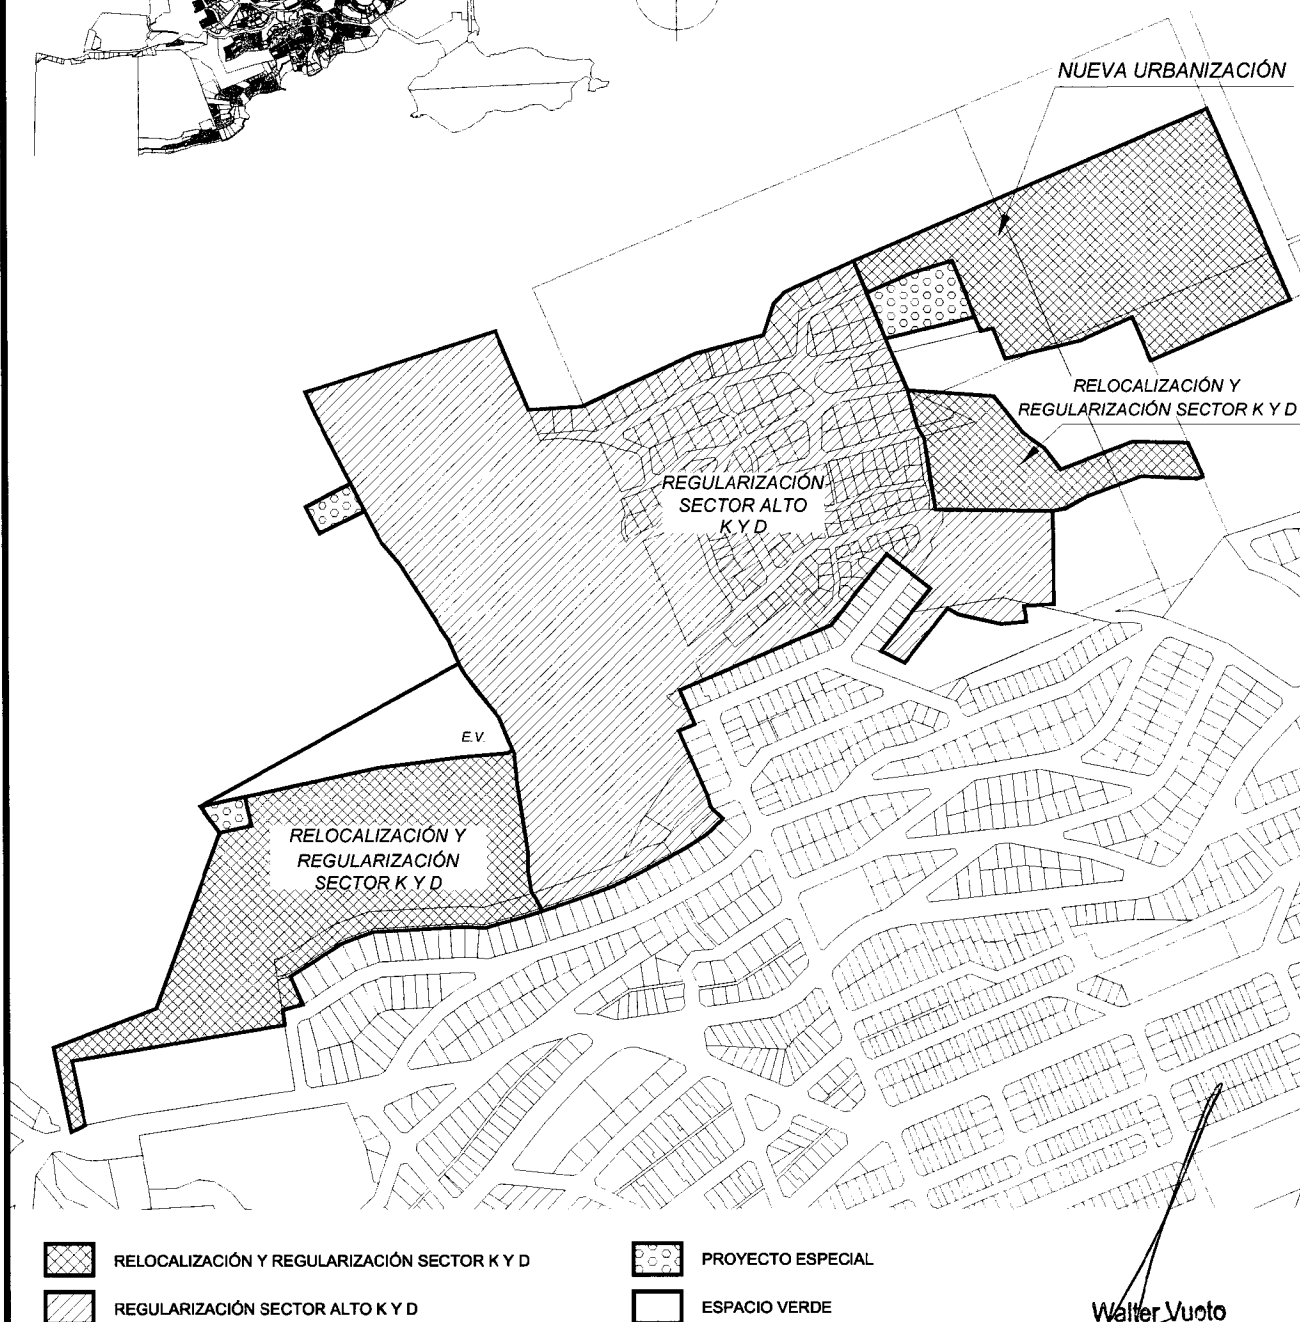 NUEVA URBANIZACIÓN
RELOCALIZACIÓN Y
REGULARIZACIÓN SECTOR K Y D
REGULARIZACIÓN
SECTOR ALTO
K Y D
E.V.
RELOCALIZACIÓN Y
REGULARIZACIÓN
SECTOR K Y D
RELOCALIZACIÓN Y REGULARIZACIÓN SECTOR K Y D
PROYECTO ESPECIAL
REGULARIZACIÓN SECTOR ALTO K Y D
ESPACIO VERDE
Walter Vuoto